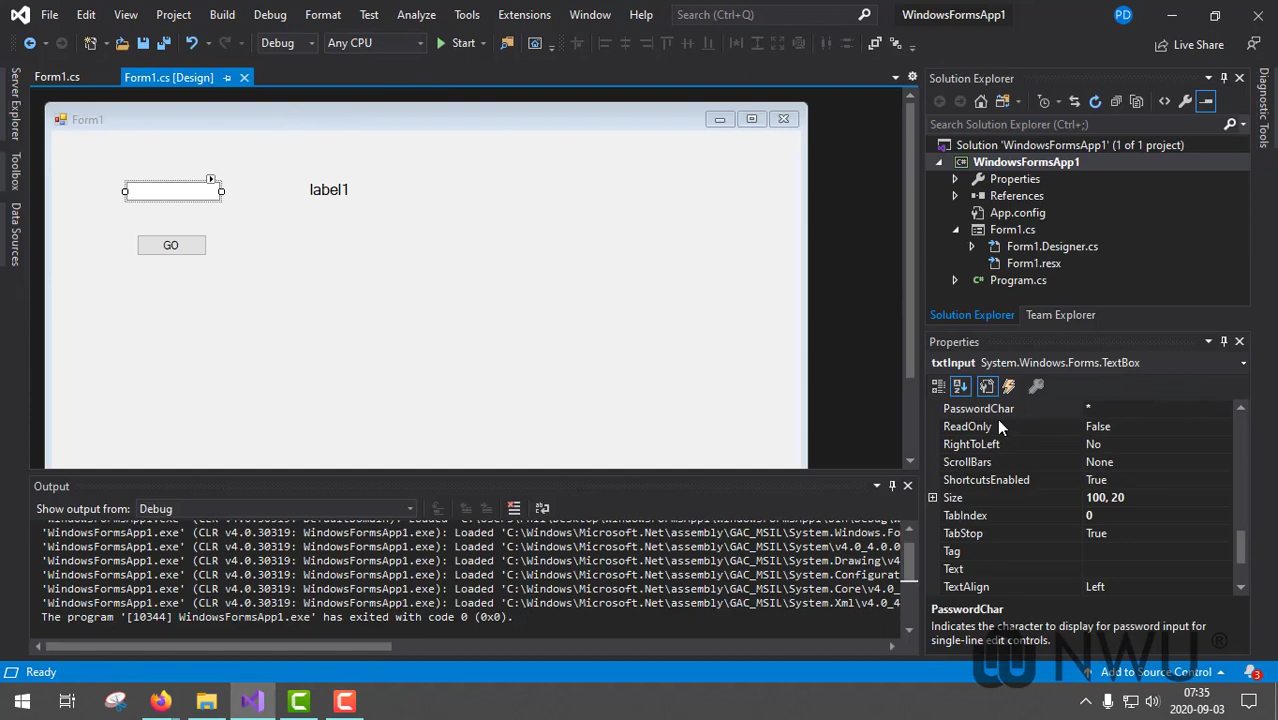 File Edit View Project Build Debug Format Test Analyze Tools Extensions Window Help Search (Ctrl+Q) WindowsFormsApp1 PD
Debug Any CPU Start Live Share
Server Explorer
Toolbox
Data Sources
Form1.cs Form1.cs [Design]
Form1
label1
GO
Output
Show output from: Debug
'WindowsFormsApp1.exe' (CLR v4.0.30319: Loaded
'WindowsFormsApp1.exe' (CLR v4.0.30319: WindowsFormsApp1.exe): Loaded 'C:\Windows\Microsoft.Net\assembly\GAC_MSIL\System\v4.0_4.0.0
'WindowsFormsApp1.exe' (CLR v4.0.30319: WindowsFormsApp1.exe): Loaded 'C:\Windows\Microsoft.Net\assembly\GAC_MSIL\System.Drawing\v4
'WindowsFormsApp1.exe' (CLR v4.0.30319: WindowsFormsApp1.exe): Loaded 'C:\Windows\Microsoft.Net\assembly\GAC_MSIL\System.Configurat
'WindowsFormsApp1.exe' (CLR v4.0.30319: WindowsFormsApp1.exe): Loaded 'C:\Windows\Microsoft.Net\assembly\GAC_MSIL\System.Core\v4.0_
'WindowsFormsApp1.exe' (CLR v4.0.30319: WindowsFormsApp1.exe): Loaded 'C:\Windows\Microsoft.Net\assembly\GAC_MSIL\System.Xml\v4.0_4
The program '[10344] WindowsFormsApp1.exe' has exited with code 0 (0x0).
Solution Explorer
Search Solution Explorer (Ctrl+;)
Solution 'WindowsFormsApp1' (1 of 1 project)
WindowsFormsApp1
Properties
References
App.config
Form1.cs
Form1.Designer.cs
Form1.resx
Program.cs
Solution Explorer Team Explorer
Diagnostic Tools
Properties
txtInput System.Windows.Forms.TextBox
PasswordChar *
ReadOnly False
RightToLeft No
ScrollBars None
ShortcutsEnabled True
Size 100, 20
TabIndex 0
TabStop True
Tag
Text
TextAlign Left
PasswordChar
Indicates the character to display for password input for
single-line edit controls.
NWU ®
Ready Add to Source Control 3
07:35
2020-09-03